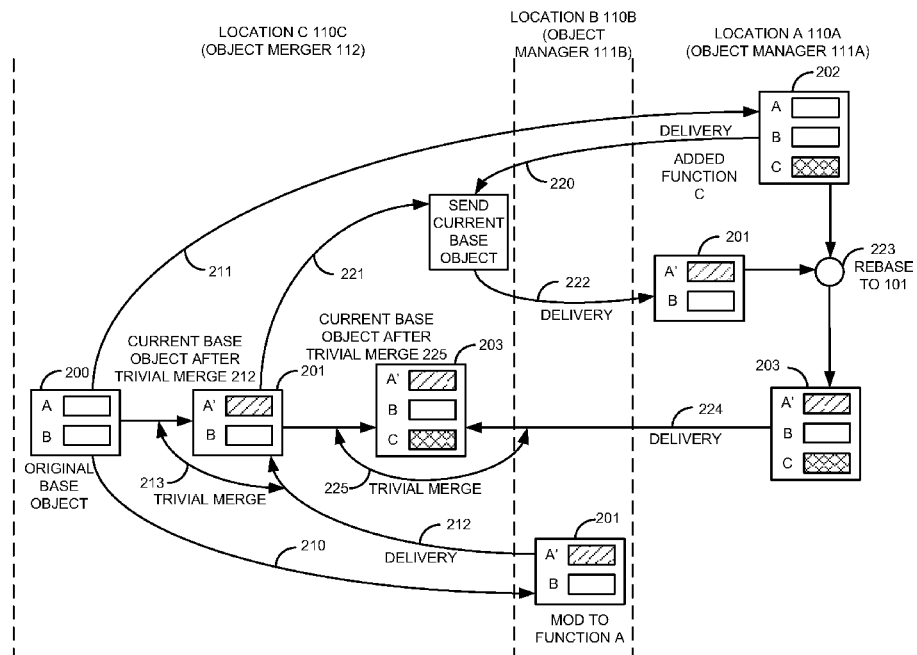 LOCATION C 110C
(OBJECT MERGER 112)
LOCATION B 110B
(OBJECT
MANAGER 111B)
LOCATION A 110A
(OBJECT MANAGER 111A)
202
A
B
C
DELIVERY
220
ADDED
FUNCTION
C
SEND
CURRENT
BASE
OBJECT
211
221
222
DELIVERY
201
A'
B
223
REBASE
TO 101
CURRENT BASE
OBJECT AFTER
TRIVIAL MERGE 212
CURRENT BASE
OBJECT AFTER
TRIVIAL MERGE 225
200
A
B
ORIGINAL
BASE
OBJECT
201
A'
B
203
A'
B
C
203
A'
B
C
224
DELIVERY
213
TRIVIAL MERGE
225
TRIVIAL MERGE
210
212
DELIVERY
201
A'
B
MOD TO
FUNCTION A